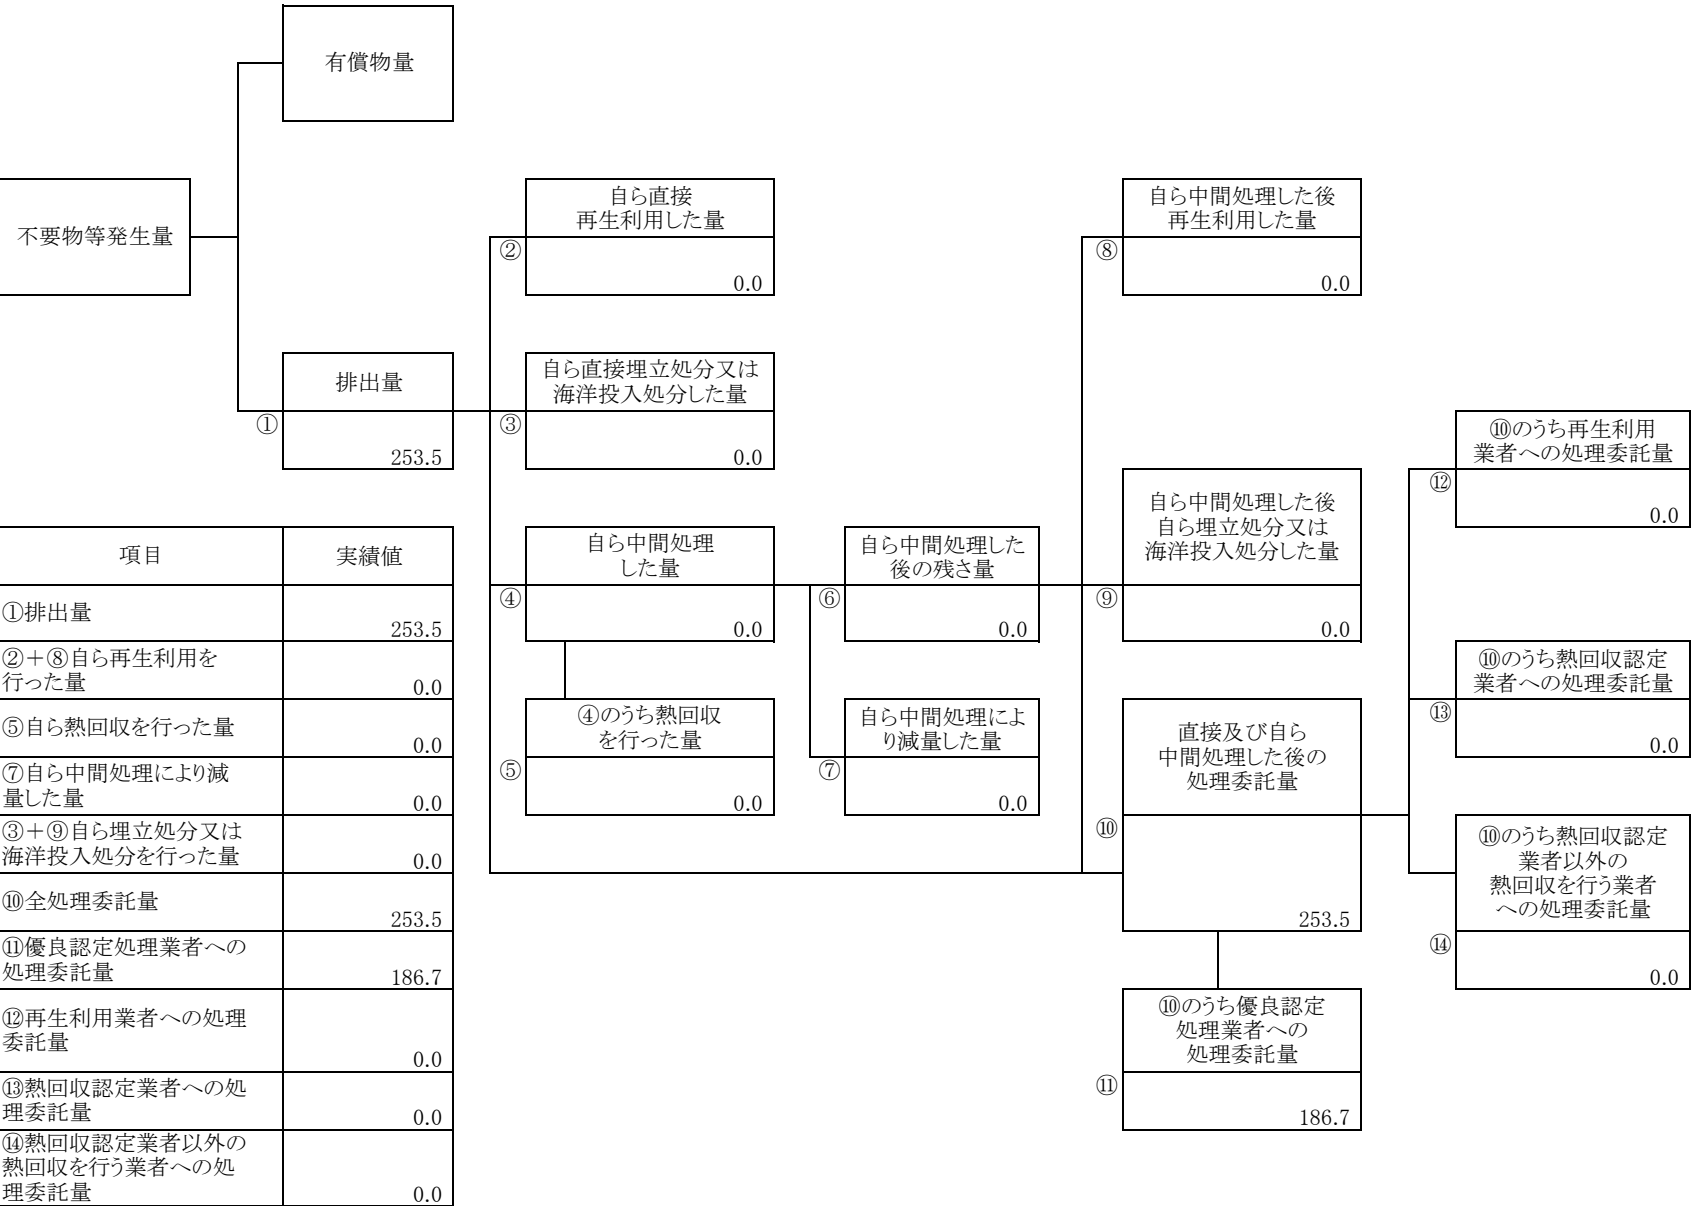 有償物量
不要物等発生量
自ら直接
再生利用した量
②
0.0
自ら中間処理した後
再生利用した量
⑧
0.0
排出量
①
253.5
自ら直接埋立処分又は
海洋投入処分した量
③
0.0
⑩のうち再生利用
業者への処理委託量
⑫
0.0
自ら中間処理
した量
④
0.0
自ら中間処理した
後の残さ量
⑥
0.0
自ら中間処理した後
自ら埋立処分又は
海洋投入処分した量
⑨
0.0
⑩のうち熱回収認定
業者への処理委託量
⑬
0.0
④のうち熱回収
を行った量
⑤
0.0
自ら中間処理によ
り減量した量
⑦
0.0
直接及び自ら
中間処理した後の
処理委託量
⑩
253.5
⑩のうち熱回収認定
業者以外の
熱回収を行う業者
への処理委託量
⑭
0.0
⑩のうち優良認定
処理業者への
処理委託量
⑪
186.7
項目 実績値
①排出量
253.5
②+⑧自ら再生利用を
行った量
0.0
⑤自ら熱回収を行った量
0.0
⑦自ら中間処理により減
量した量
0.0
③+⑨自ら埋立処分又は
海洋投入処分を行った量
0.0
⑩全処理委託量
253.5
⑪優良認定処理業者への
処理委託量
186.7
⑫再生利用業者への処理
委託量
0.0
⑬熱回収認定業者への処
理委託量
0.0
⑭熱回収認定業者以外の
熱回収を行う業者への処
理委託量
0.0